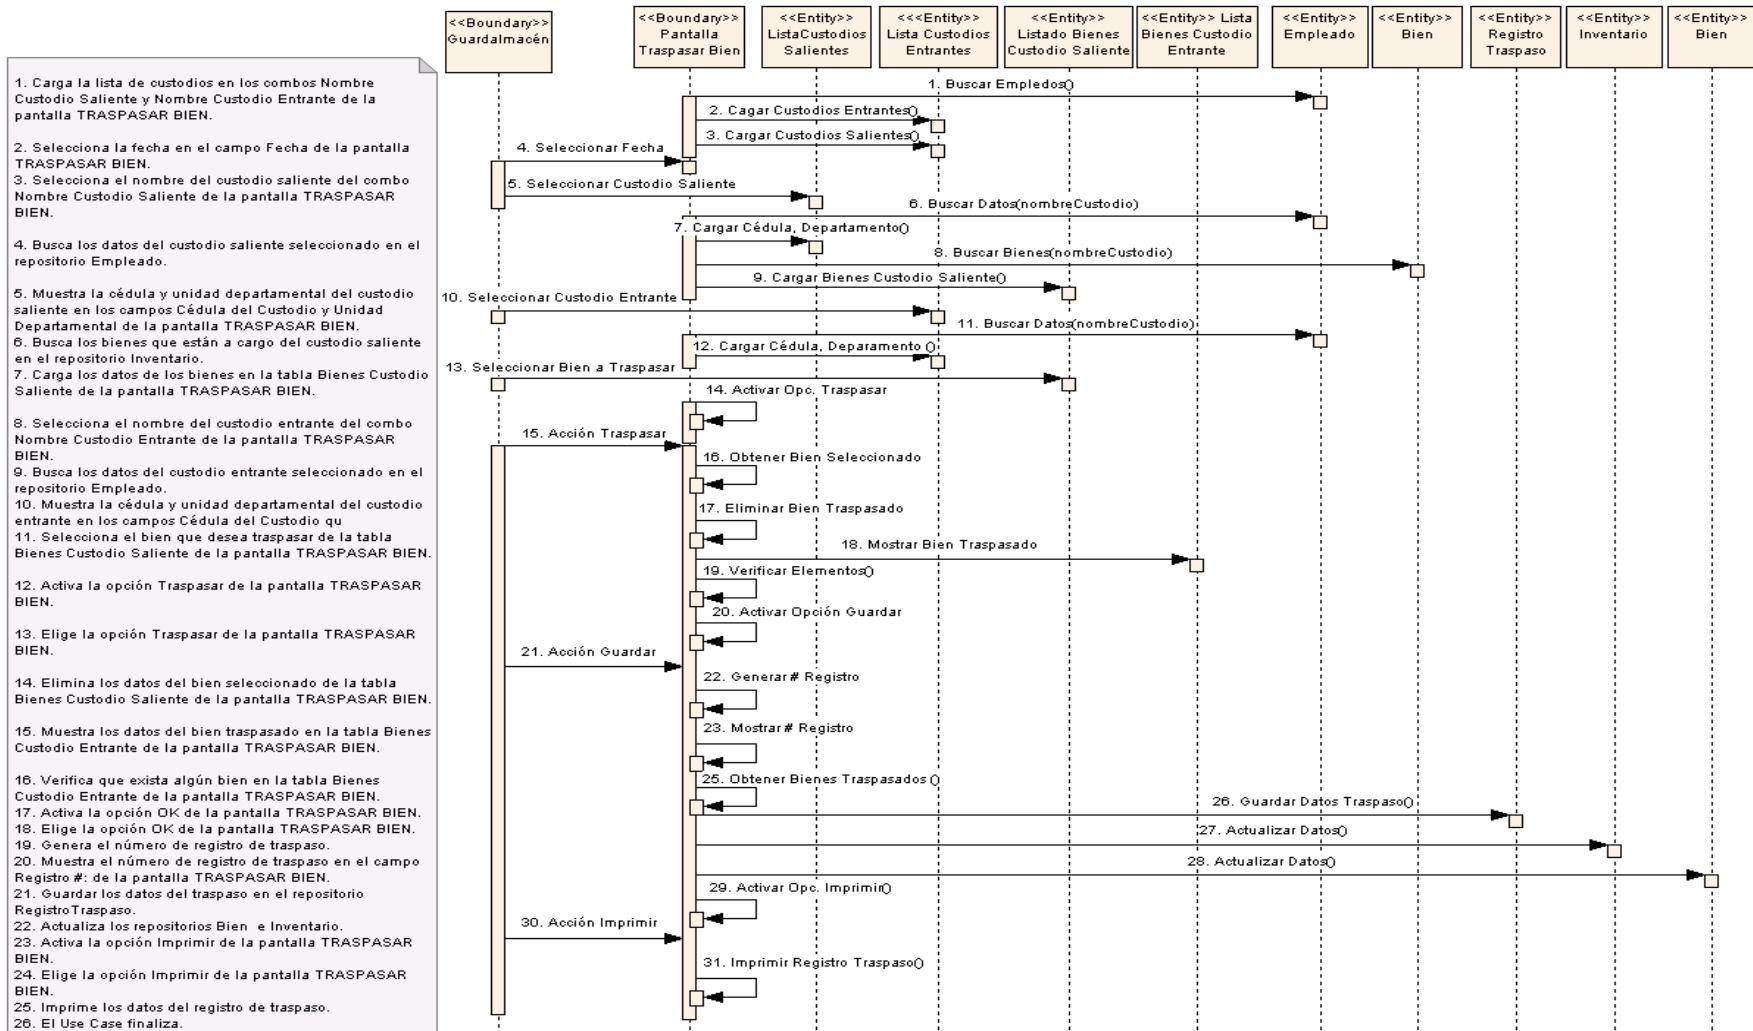 <<Boundary>>
Guardalmacén
<<Boundary>>
Pantalla
Traspasar Bien
<<Entity>>
ListaCustodios
Salientes
<<<Entity>>
Lista Custodios
Entrantes
<<Entity>>
Listado Bienes
Custodio Saliente
<<Entity>> Lista
Bienes Custodio
Entrante
<<Entity>>
Empleado
<<Entity>>
Bien
<<Entity>>
Registro
Traspaso
<<Entity>>
Inventario
<<Entity>>
Bien
1. Carga la lista de custodios en los combos Nombre
Custodio Saliente y Nombre Custodio Entrante de la
pantalla TRASPASAR BIEN.
2. Selecciona la fecha en el campo Fecha de la pantalla
TRASPASAR BIEN.
3. Selecciona el nombre del custodio saliente del combo
Nombre Custodio Saliente de la pantalla TRASPASAR
BIEN.
4. Busca los datos del custodio saliente seleccionado en el
repositorio Empleado.
5. Muestra la cédula y unidad departamental del custodio
saliente en los campos Cédula del Custodio y Unidad
Departamental de la pantalla TRASPASAR BIEN.
6. Busca los bienes que están a cargo del custodio saliente
en el repositorio Inventario.
7. Carga los datos de los bienes en la tabla Bienes Custodio
Saliente de la pantalla TRASPASAR BIEN.
8. Selecciona el nombre del custodio entrante del combo
Nombre Custodio Entrante de la pantalla TRASPASAR
BIEN.
9. Busca los datos del custodio entrante seleccionado en el
repositorio Empleado.
10. Muestra la cédula y unidad departamental del custodio
entrante en los campos Cédula del Custodio qu
11. Selecciona el bien que desea traspasar de la tabla
Bienes Custodio Saliente de la pantalla TRASPASAR BIEN.
12. Activa la opción Traspasar de la pantalla TRASPASAR
BIEN.
13. Elige la opción Traspasar de la pantalla TRASPASAR
BIEN.
14. Elimina los datos del bien seleccionado de la tabla
Bienes Custodio Saliente de la pantalla TRASPASAR BIEN.
15. Muestra los datos del bien traspasado en la tabla Bienes
Custodio Entrante de la pantalla TRASPASAR BIEN.
16. Verifica que exista algún bien en la tabla Bienes
Custodio Entrante de la pantalla TRASPASAR BIEN.
17. Activa la opción OK de la pantalla TRASPASAR BIEN.
18. Elige la opción OK de la pantalla TRASPASAR BIEN.
19. Genera el número de registro de traspaso.
20. Muestra el número de registro de traspaso en el campo
Registro #: de la pantalla TRASPASAR BIEN.
21. Guardar los datos del traspaso en el repositorio
RegistroTraspaso.
22. Actualiza los repositorios Bien e Inventario.
23. Activa la opción Imprimir de la pantalla TRASPASAR
BIEN.
24. Elige la opción Imprimir de la pantalla TRASPASAR
BIEN.
25. Imprime los datos del registro de traspaso.
26. El Use Case finaliza.
1. Buscar Empledos()
2. Cagar Custodios Entrantes()
3. Cargar Custodios Salientes()
4. Seleccionar Fecha
5. Seleccionar Custodio Saliente
6. Buscar Datos(nombreCustodio)
7. Cargar Cédula, Departamento()
8. Buscar Bienes(nombreCustodio)
9. Cargar Bienes Custodio Saliente()
10. Seleccionar Custodio Entrante
11. Buscar Datos(nombreCustodio)
12. Cargar Cédula, Deparamento ()
13. Seleccionar Bien a Traspasar
14. Activar Opc. Traspasar
15. Acción Traspasar
16. Obtener Bien Seleccionado
17. Eliminar Bien Traspasado
18. Mostrar Bien Traspasado
19. Verificar Elementos()
20. Activar Opción Guardar
21. Acción Guardar
22. Generar # Registro
23. Mostrar # Registro
25. Obtener Bienes Traspasados ()
26. Guardar Datos Traspaso()
27. Actualizar Datos()
28. Actualizar Datos()
29. Activar Opc. Imprimir()
30. Acción Imprimir
31. Imprimir Registro Traspaso()